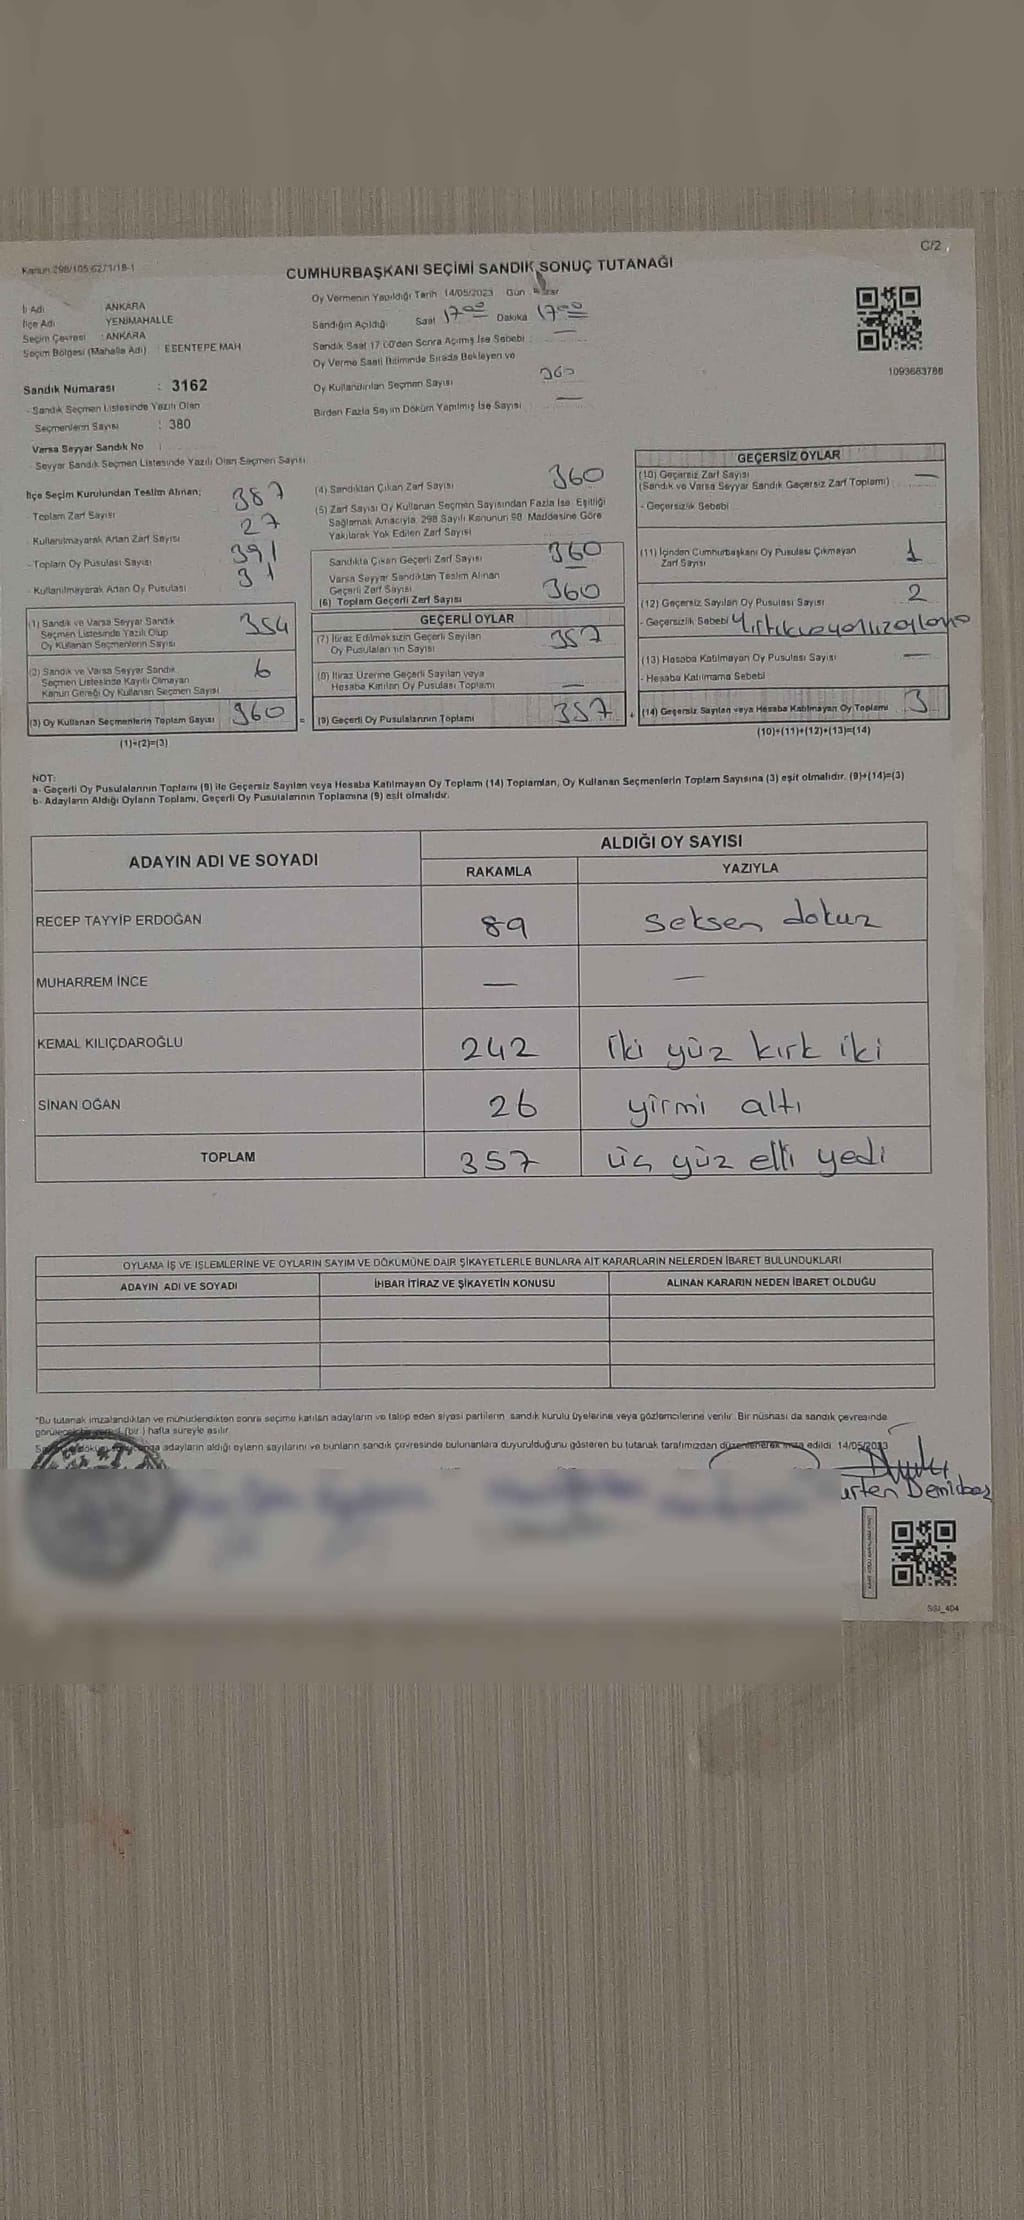 C/2
Kanun 298/105 6271/18-1
CUMHURBAŞKANI SEÇİMİ SANDIK SONUÇ TUTANAĞI
İl Adı ANKARA
İlçe Adı YENİMAHALLE
Seçim Çevresi : ANKARA
Seçim Bölgesi (Mahalle Adı) : ESENTEPE MAH
Sandık Numarası : 3162
- Sandık Seçmen Listesinde Yazılı Olan
Seçmenlerin Sayısı : 380
Varsa Seyyar Sandık No :
- Seyyar Sandık Seçmen Listesinde Yazılı Olan Seçmen Sayısı
Oy Vermenin Yapıldığı Tarih 14/05/2023 Gün
Sandığın Açıldığı Saat 17:00 Dakika 17:00
Sandık Saat 17.00'den Sonra Açılmış İse Sebebi : —
Oy Verme Saati Bitiminde Sırada Bekleyen ve
Oy Kullandırılan Seçmen Sayısı 360
Birden Fazla Sayım Döküm Yapılmış İse Sayısı —
1093683788
İlçe Seçim Kurulundan Teslim Alınan;
- Toplam Zarf Sayısı 387
- Kullanılmayarak Artan Zarf Sayısı 27
- Toplam Oy Pusulası Sayısı 391
- Kullanılmayarak Artan Oy Pusulası 31
(1) Sandık ve Varsa Seyyar Sandık
Seçmen Listesinde Yazılı Olup
Oy Kullanan Seçmenlerin Sayısı 354
(2) Sandık ve Varsa Seyyar Sandık
Seçmen Listesinde Kayıtlı Olmayan
Kanun Gereği Oy Kullanan Seçmen Sayısı 6
(3) Oy Kullanan Seçmenlerin Toplam Sayısı 360 =
(1)+(2)=(3)
(4) Sandıktan Çıkan Zarf Sayısı 360
(5) Zarf Sayısı Oy Kullanan Seçmen Sayısından Fazla İse Eşitliği
Sağlamak Amacıyla, 298 Sayılı Kanunun 98. Maddesine Göre
Yakılarak Yok Edilen Zarf Sayısı —
Sandıkta Çıkan Geçerli Zarf Sayısı 360
Varsa Seyyar Sandıktan Teslim Alınan
Geçerli Zarf Sayısı —
(6) Toplam Geçerli Zarf Sayısı 360
GEÇERLİ OYLAR
(7) İtiraz Edilmeksizin Geçerli Sayılan
Oy Pusulalarının Sayısı 357
(8) İtiraz Üzerine Geçerli Sayılan veya
Hesaba Katılan Oy Pusulası Toplamı —
(9) Geçerli Oy Pusulalarının Toplamı 357 +
GEÇERSİZ OYLAR
(10) Geçersiz Zarf Sayısı —
(Sandık ve Varsa Seyyar Sandık Geçersiz Zarf Toplamı)
- Geçersizlik Sebebi
(11) İçinden Cumhurbaşkanı Oy Pusulası Çıkmayan
Zarf Sayısı 1
(12) Geçersiz Sayılan Oy Pusulası Sayısı 2
- Geçersizlik Sebebi
(13) Hesaba Katılmayan Oy Pusulası Sayısı —
- Hesaba Katılmama Sebebi
(14) Geçersiz Sayılan veya Hesaba Katılmayan Oy Toplamı 3
(10)+(11)+(12)+(13)=(14)
NOT:
a- Geçerli Oy Pusulalarının Toplamı (9) ile Geçersiz Sayılan veya Hesaba Katılmayan Oy Toplamı (14) Toplamları, Oy Kullanan Seçmenlerin Toplam Sayısına (3) eşit olmalıdır. (9)+(14)=(3)
b- Adayların Aldığı Oyların Toplamı, Geçerli Oy Pusulalarının Toplamına (9) eşit olmalıdır.
ADAYIN ADI VE SOYADI
ALDIĞI OY SAYISI
RAKAMLA YAZIYLA
RECEP TAYYİP ERDOĞAN 89 seksen dokuz
MUHARREM İNCE — —
KEMAL KILIÇDAROĞLU 242 iki yüz kırk iki
SİNAN OĞAN 26 yirmi altı
TOPLAM 357 üç yüz elli yedi
OYLAMA İŞ VE İŞLEMLERİNE VE OYLARIN SAYIM VE DÖKÜMÜNE DAİR ŞİKAYETLERLE BUNLARA AİT KARARLARIN NELERDEN İBARET BULUNDUKLARI
ADAYIN ADI VE SOYADI İHBAR İTİRAZ VE ŞİKAYETİN KONUSU ALINAN KARARIN NEDEN İBARET OLDUĞU
"Bu tutanak imzalandıktan ve mühürlendikten sonra seçime katılan adayların ve talep eden siyasi partilerin sandık kurulu üyelerine veya gözlemcilerine verilir. Bir nüshası da sandık çevresinde
(bir) hafta süreyle asılır.
adayların aldığı oyların sayılarını ve bunların sandık çevresinde bulunanlara duyurulduğunu gösteren bu tutanak tarafımızdan düzenlenerek imza edildi. 14/05/2023
SGI_404